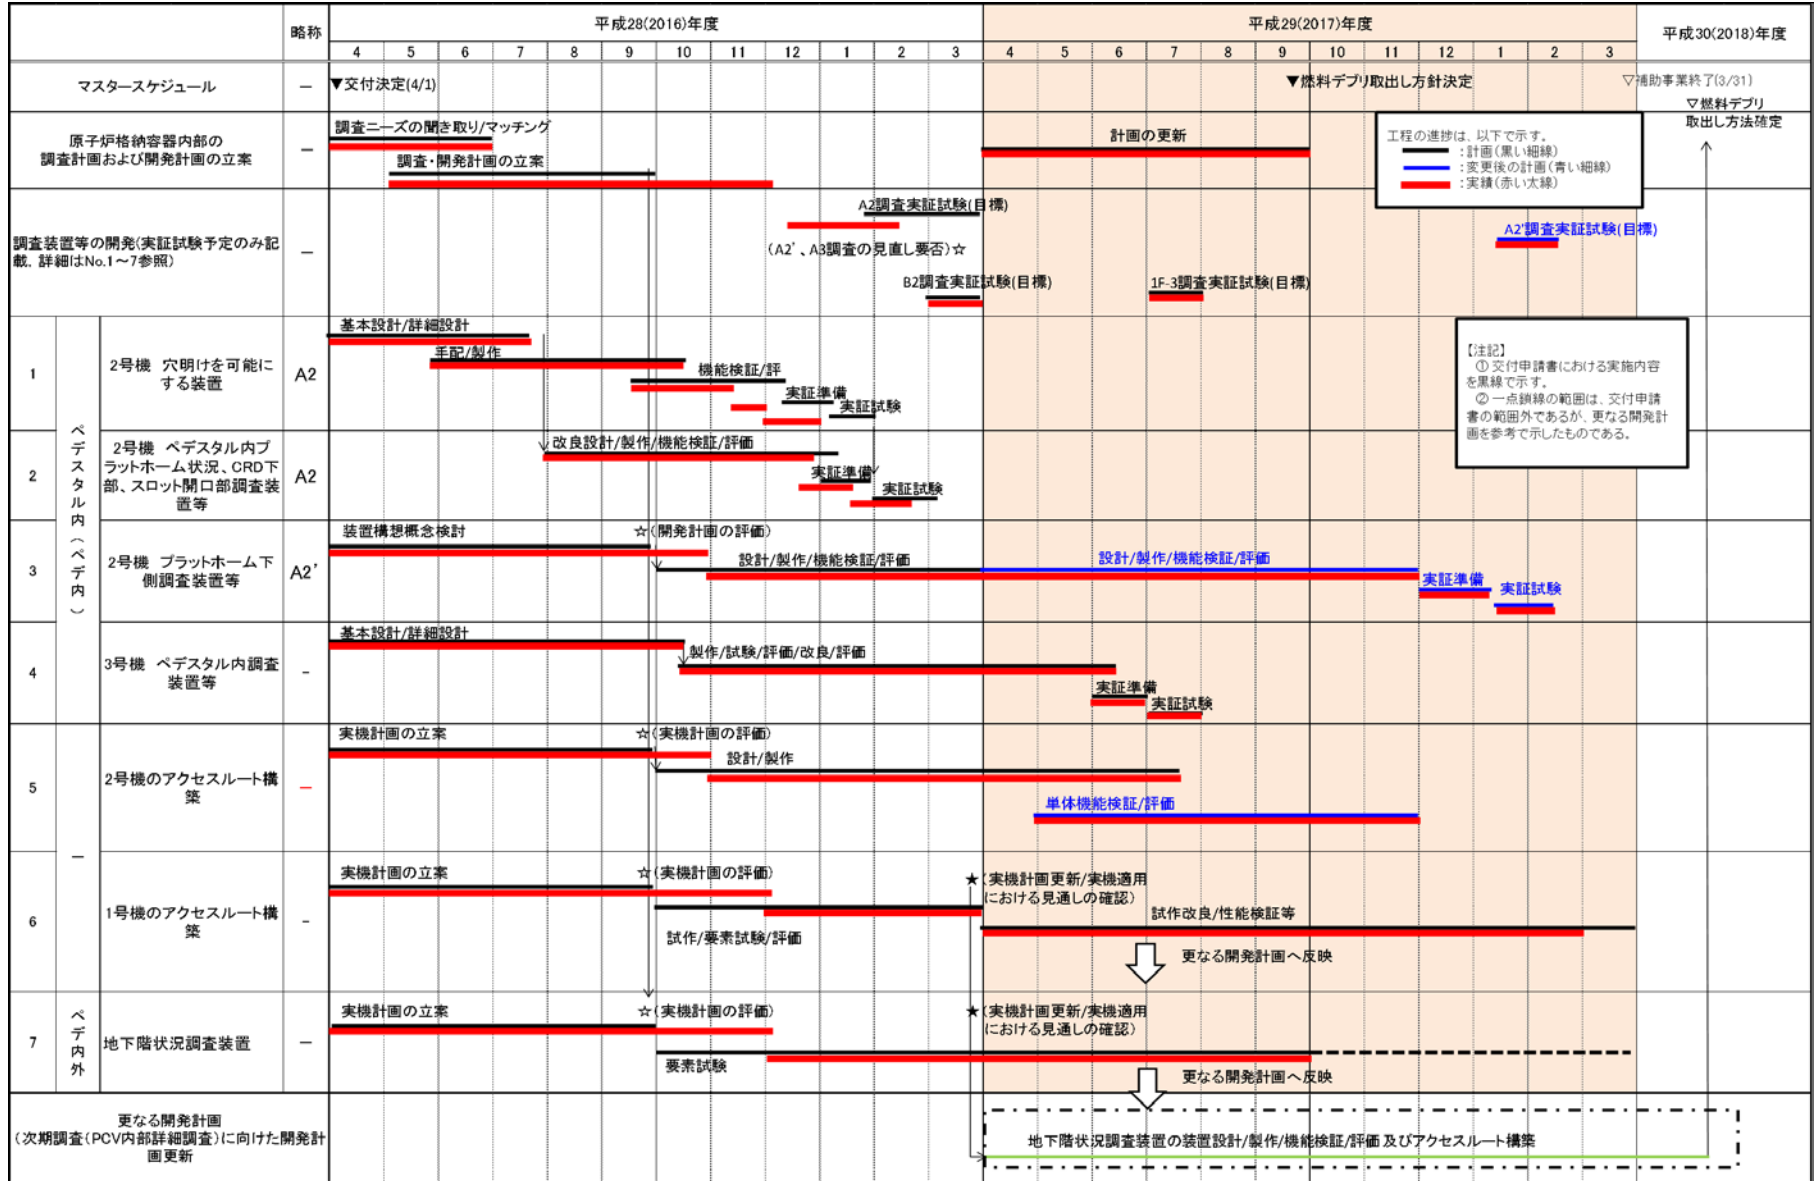 略称
平成28(2016)年度
平成29(2017)年度
平成30(2018)年度
4 5 6 7 8 9 10 11 12 1 2 3 4 5 6 7 8 9 10 11 12 1 2 3
マスタースケジュール
－
▼交付決定(4/1)
▼燃料デブリ取出し方針決定
▽補助事業終了(3/31)
▽燃料デブリ
取出し方法確定
原子炉格納容器内部の
調査計画および開発計画の立案
－
調査ニーズの聞き取り/マッチング
調査・開発計画の立案
計画の更新
工程の進捗は、以下で示す。
：計画(黒い細線)
：変更後の計画(青い細線)
：実績(赤い太線)
調査装置等の開発(実証試験予定のみ記
載、詳細はNo.1～7参照)
－
A2調査実証試験(目標)
(A2’、A3調査の見直し要否)☆
B2調査実証試験(目標)
1F-3調査実証試験(目標)
A2'調査実証試験(目標)
ペデスタル内(ペデ内)
1
2号機 穴明けを可能に
する装置
A2
基本設計/詳細設計
手配/製作
機能検証/評
実証準備
実証試験
【注記】
① 交付申請書における実施内容
を黒線で示す。
② 一点鎖線の範囲は、交付申請
書の範囲外であるが、更なる開発計
画を参考で示したものである。
2
2号機 ペデスタル内プ
ラットホーム状況、CRD下
部、スロット開口部調査装
置等
A2
改良設計/製作/機能検証/評価
実証準備
実証試験
3
2号機 プラットホーム下
側調査装置等
A2’
装置構想概念検討
☆(開発計画の評価)
設計/製作/機能検証/評価
設計/製作/機能検証/評価
実証準備
実証試験
4
3号機 ペデスタル内調査
装置等
-
基本設計/詳細設計
製作/試験/評価/改良/評価
実証準備
実証試験
－
5
2号機のアクセスルート構
築
－
実機計画の立案
☆(実機計画の評価)
設計/製作
単体機能検証/評価
6
1号機のアクセスルート構
築
-
実機計画の立案
☆(実機計画の評価)
試作/要素試験/評価
★(実機計画更新/実機適用
における見通しの確認)
試作改良/性能検証等
更なる開発計画へ反映
ペデ内外
7
地下階状況調査装置
－
実機計画の立案
☆(実機計画の評価)
要素試験
★(実機計画更新/実機適用
における見通しの確認)
更なる開発計画へ反映
更なる開発計画
(次期調査(PCV内部詳細調査)に向けた開発計
画更新
地下階状況調査装置の装置設計/製作/機能検証/評価 及びアクセスルート構築